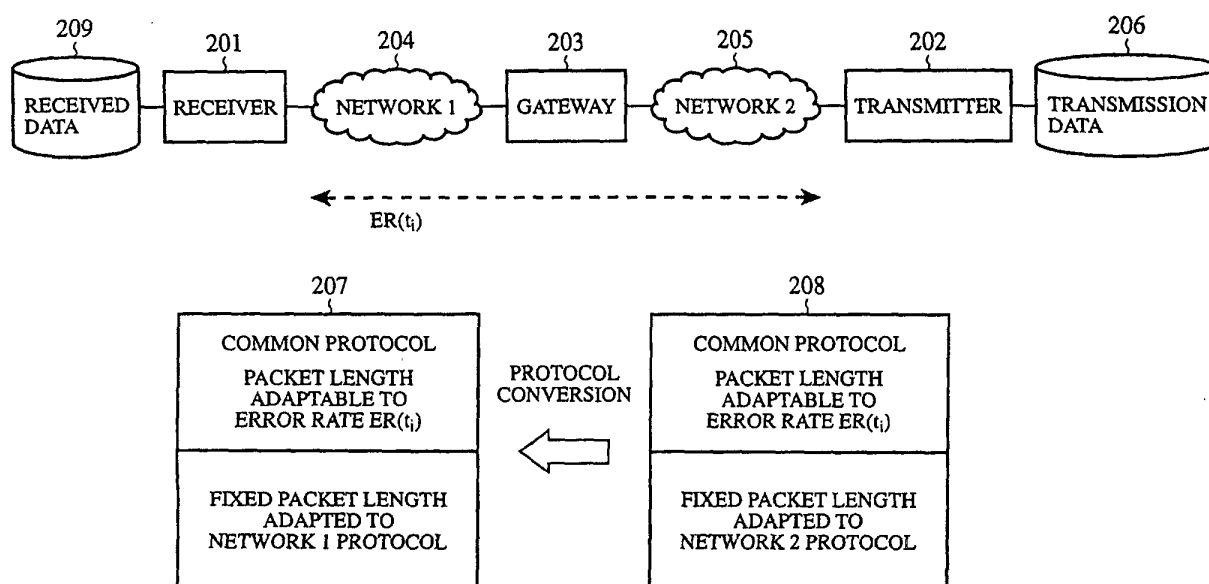 209
201
204
203
205
206
RECEIVED
DATA
RECEIVER
NETWORK 1
GATEWAY
NETWORK 2
TRANSMITTER
TRANSMISSION
DATA
ER(ti)
207
COMMON PROTOCOL
PACKET LENGTH
ADAPTABLE TO
ERROR RATE ER(ti)
FIXED PACKET LENGTH
ADAPTED TO
NETWORK 1 PROTOCOL
PROTOCOL
CONVERSION
208
COMMON PROTOCOL
PACKET LENGTH
ADAPTABLE TO
ERROR RATE ER(ti)
FIXED PACKET LENGTH
ADAPTED TO
NETWORK 2 PROTOCOL